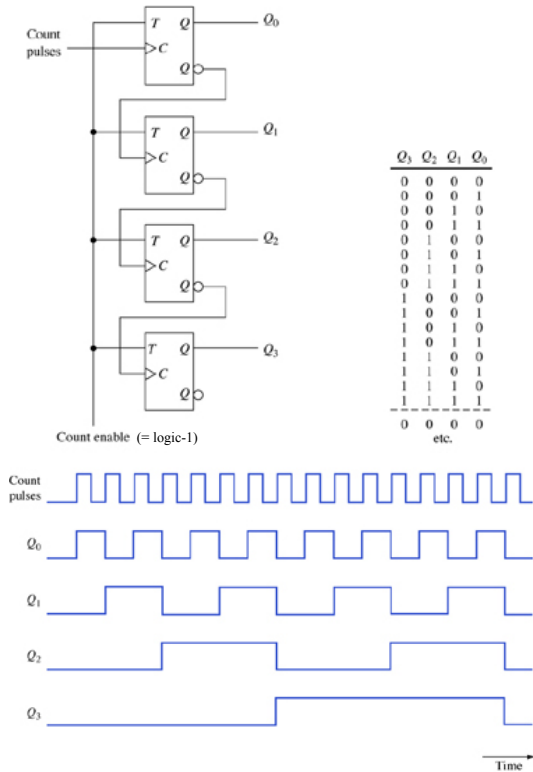 T Q Q0
Count pulses
C
Q
T Q Q1
C
Q
T Q Q2
C
Q
T Q Q3
C
Q
Count enable (= logic-1)
Q3 Q2 Q1 Q0
0 0 0 0
0 0 0 1
0 0 1 0
0 0 1 1
0 1 0 0
0 1 0 1
0 1 1 0
0 1 1 1
1 0 0 0
1 0 0 1
1 0 1 0
1 0 1 1
1 1 0 0
1 1 0 1
1 1 1 0
1 1 1 1
0 0 0 0
etc.
Count
pulses
Q0
Q1
Q2
Q3
Time